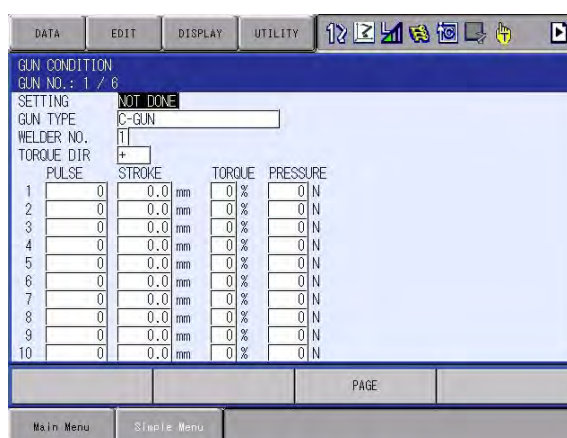 DATA EDIT DISPLAY UTILITY
GUN CONDITION
GUN NO.: 1 / 6
SETTING NOT DONE
GUN TYPE C-GUN
WELDER NO. 1
TORQUE DIR +
PULSE STROKE TORQUE PRESSURE
1 0 0.0 mm 0 % 0 N
2 0 0.0 mm 0 % 0 N
3 0 0.0 mm 0 % 0 N
4 0 0.0 mm 0 % 0 N
5 0 0.0 mm 0 % 0 N
6 0 0.0 mm 0 % 0 N
7 0 0.0 mm 0 % 0 N
8 0 0.0 mm 0 % 0 N
9 0 0.0 mm 0 % 0 N
10 0 0.0 mm 0 % 0 N
PAGE
Main Menu Simple Menu